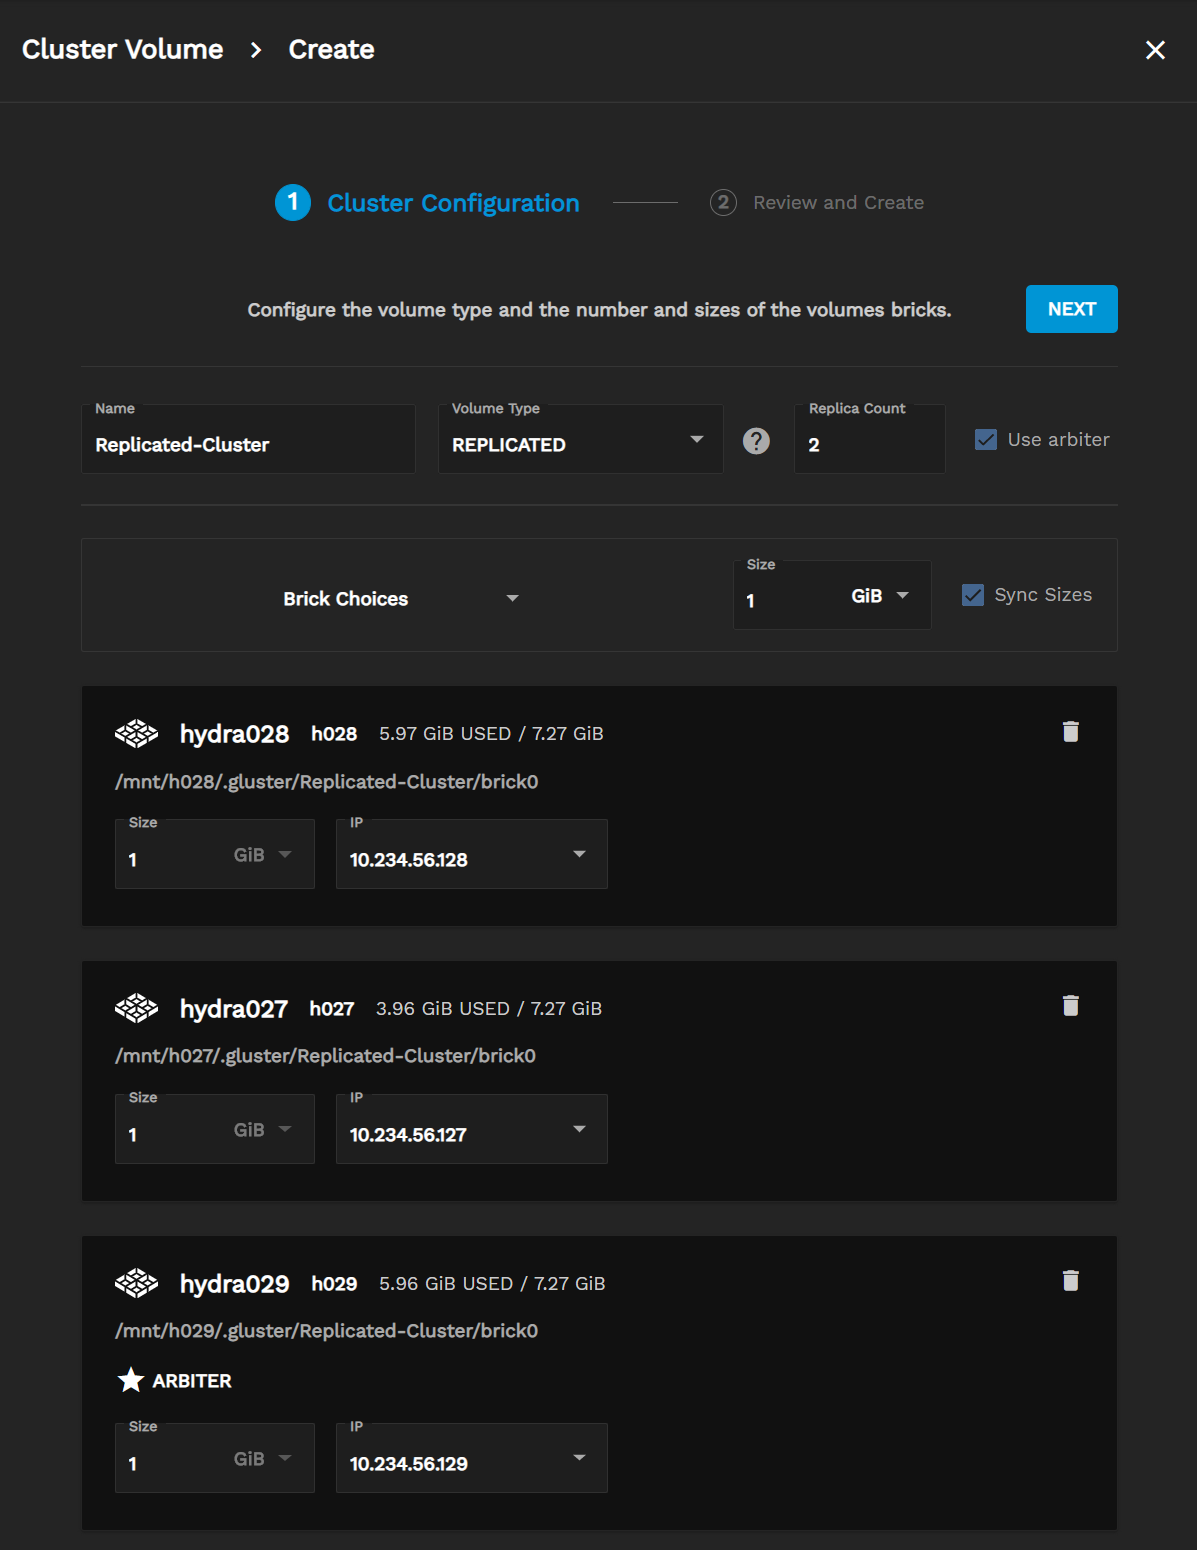 Cluster Volume > Create
1 Cluster Configuration
2 Review and Create
Configure the volume type and the number and sizes of the volumes bricks.
NEXT
Name
Replicated-Cluster
Volume Type
REPLICATED
?
Replica Count
2
Use arbiter
Brick Choices
Size
1 GiB
Sync Sizes
hydra028 h028 5.97 GiB USED / 7.27 GiB
/mnt/h028/.gluster/Replicated-Cluster/brick0
Size
1 GiB
IP
10.234.56.128
hydra027 h027 3.96 GiB USED / 7.27 GiB
/mnt/h027/.gluster/Replicated-Cluster/brick0
Size
1 GiB
IP
10.234.56.127
hydra029 h029 5.96 GiB USED / 7.27 GiB
/mnt/h029/.gluster/Replicated-Cluster/brick0
ARBITER
Size
1 GiB
IP
10.234.56.129